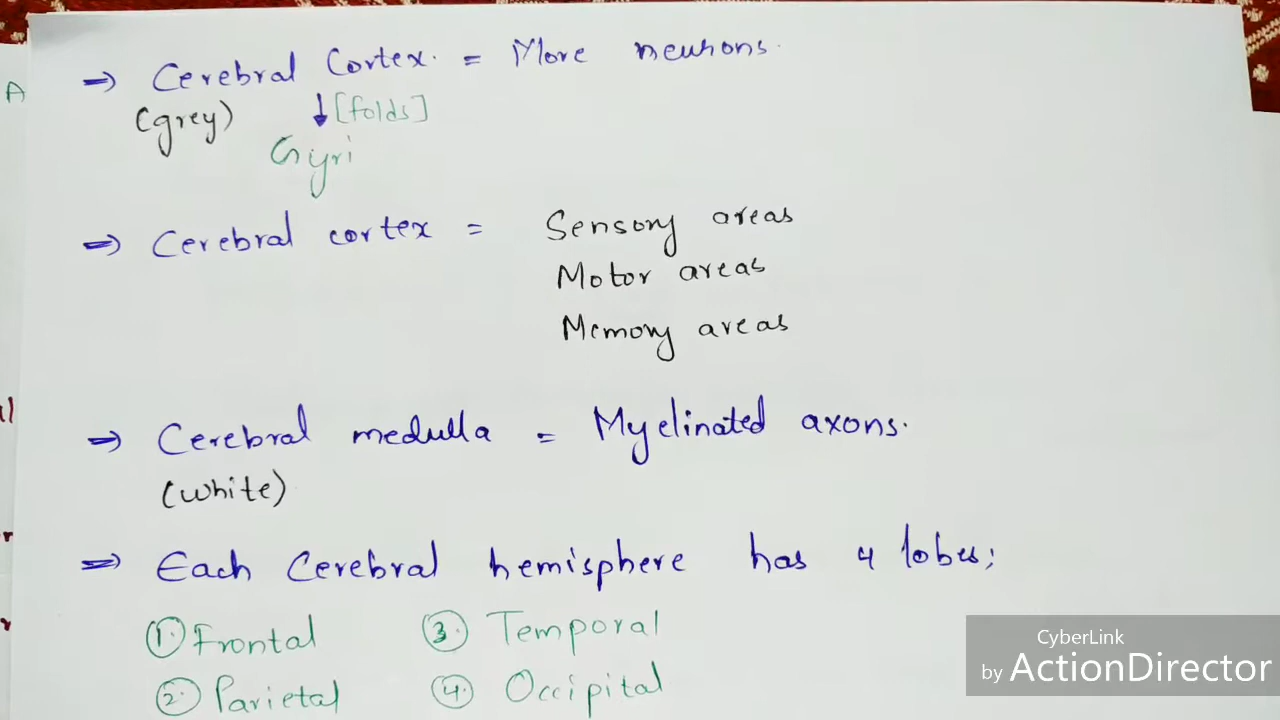 ⇒ Cerebral Cortex. = More neurons.
(grey) ↓ [folds]
Gyri
⇒ Cerebral cortex = Sensory areas
Motor areas
Memory areas
⇒ Cerebral medulla = Myelinated axons.
(white)
⇒ Each Cerebral hemisphere has 4 lobes;
①. Frontal ③. Temporal
②. Parietal ④. Occipital
A
l
r
r
CyberLink
by ActionDirector